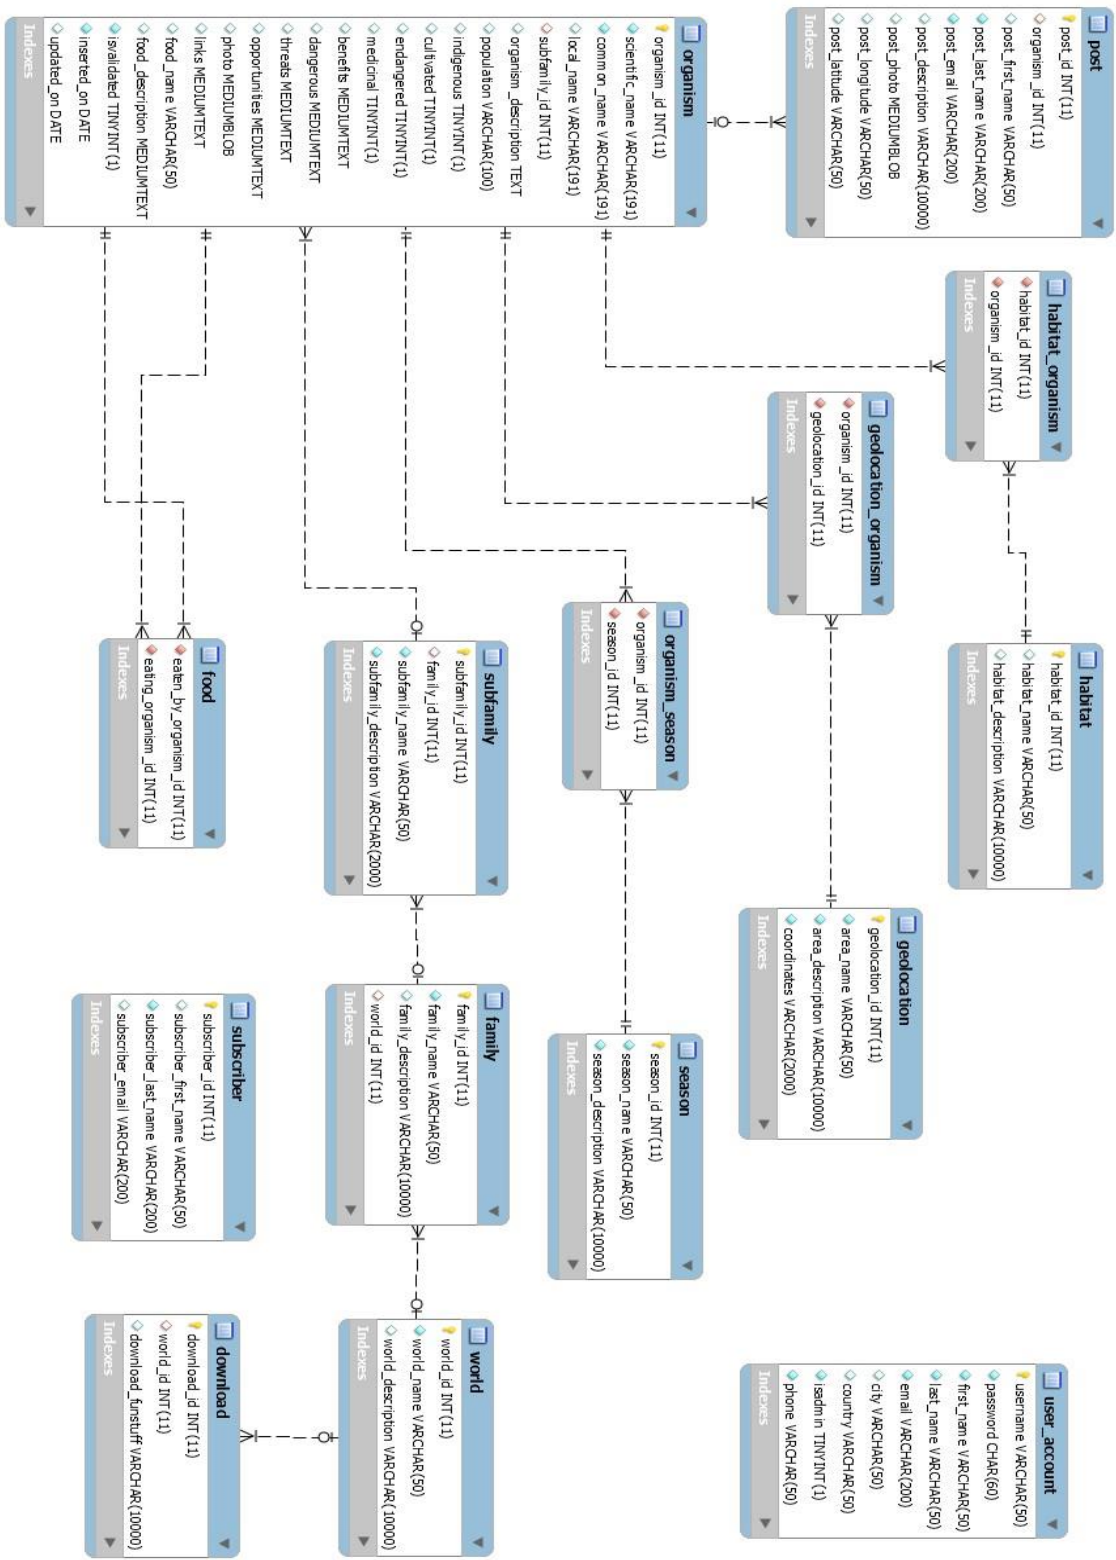 post
post_id INT(11)
organism_id INT(11)
post_first_name VARCHAR(50)
post_last_name VARCHAR(200)
post_email VARCHAR(200)
post_description VARCHAR(10000)
post_photo MEDIUMBLOB
post_longitude VARCHAR(50)
post_latitude VARCHAR(50)
Indexes
habitat_organism
habitat_id INT(11)
organism_id INT(11)
Indexes
habitat
habitat_id INT(11)
habitat_name VARCHAR(50)
habitat_description VARCHAR(10000)
Indexes
user_account
username VARCHAR(50)
password CHAR(60)
first_name VARCHAR(50)
last_name VARCHAR(50)
email VARCHAR(200)
city VARCHAR(50)
country VARCHAR(50)
isadmin TINYINT(1)
phone VARCHAR(50)
Indexes
geolocation_organism
organism_id INT(11)
geolocation_id INT(11)
Indexes
geolocation
geolocation_id INT(11)
area_name VARCHAR(50)
area_description VARCHAR(10000)
coordinates VARCHAR(2000)
Indexes
organism
organism_id INT(11)
scientific_name VARCHAR(191)
common_name VARCHAR(191)
local_name VARCHAR(191)
subfamily_id INT(11)
organism_description TEXT
population VARCHAR(100)
indigenous TINYINT(1)
cultivated TINYINT(1)
endangered TINYINT(1)
medicinal TINYINT(1)
benefits MEDIUMTEXT
dangerous MEDIUMTEXT
threats MEDIUMTEXT
opportunities MEDIUMTEXT
photo MEDIUMBLOB
links MEDIUMTEXT
food_name VARCHAR(50)
food_description MEDIUMTEXT
isvalidated TINYINT(1)
inserted_on DATE
updated_on DATE
Indexes
organism_season
organism_id INT(11)
season_id INT(11)
Indexes
season
season_id INT(11)
season_name VARCHAR(50)
season_description VARCHAR(10000)
Indexes
subfamily
subfamily_id INT(11)
family_id INT(11)
subfamily_name VARCHAR(50)
subfamily_description VARCHAR(2000)
Indexes
family
family_id INT(11)
family_name VARCHAR(50)
family_description VARCHAR(10000)
world_id INT(11)
Indexes
world
world_id INT(11)
world_name VARCHAR(50)
world_description VARCHAR(10000)
Indexes
food
eaten_by_organism_id INT(11)
eating_organism_id INT(11)
Indexes
subscriber
subscriber_id INT(11)
subscriber_first_name VARCHAR(50)
subscriber_last_name VARCHAR(200)
subscriber_email VARCHAR(200)
Indexes
download
download_id INT(11)
world_id INT(11)
download_funstuff VARCHAR(10000)
Indexes